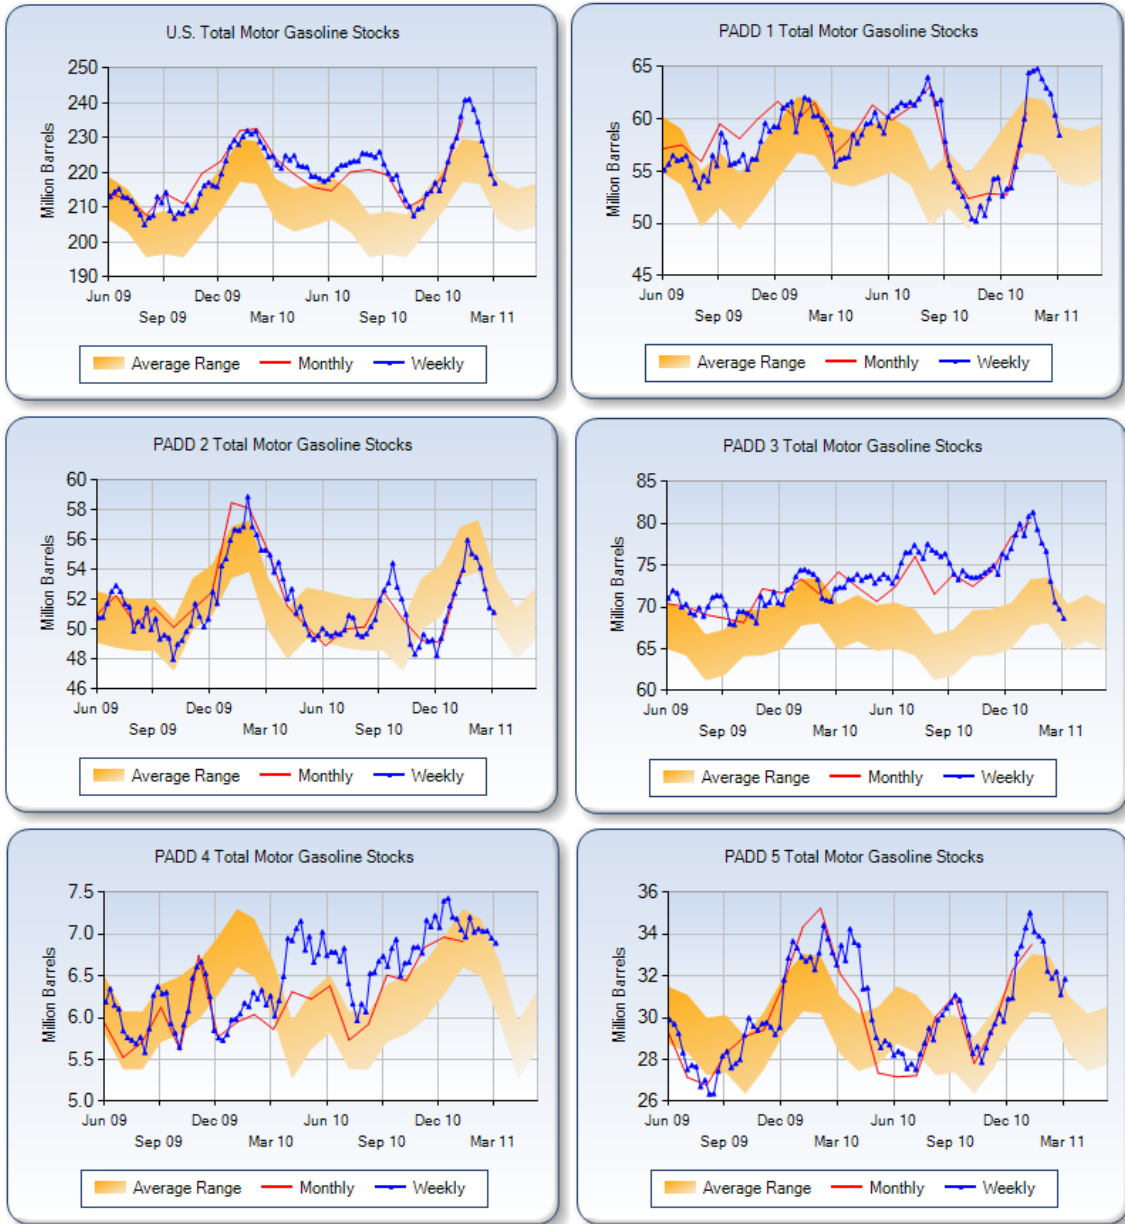 U.S. Total Motor Gasoline Stocks
Million Barrels
250
240
230
220
210
200
190
Jun 09 Dec 09 Jun 10 Dec 10
Sep 09 Mar 10 Sep 10 Mar 11
Average Range Monthly Weekly
PADD 1 Total Motor Gasoline Stocks
Million Barrels
65
60
55
50
45
Jun 09 Dec 09 Jun 10 Dec 10
Sep 09 Mar 10 Sep 10 Mar 11
Average Range Monthly Weekly
PADD 2 Total Motor Gasoline Stocks
Million Barrels
60
58
56
54
52
50
48
46
Jun 09 Dec 09 Jun 10 Dec 10
Sep 09 Mar 10 Sep 10 Mar 11
Average Range Monthly Weekly
PADD 3 Total Motor Gasoline Stocks
Million Barrels
85
80
75
70
65
60
Jun 09 Dec 09 Jun 10 Dec 10
Sep 09 Mar 10 Sep 10 Mar 11
Average Range Monthly Weekly
PADD 4 Total Motor Gasoline Stocks
Million Barrels
7.5
7.0
6.5
6.0
5.5
5.0
Jun 09 Dec 09 Jun 10 Dec 10
Sep 09 Mar 10 Sep 10 Mar 11
Average Range Monthly Weekly
PADD 5 Total Motor Gasoline Stocks
Million Barrels
36
34
32
30
28
26
Jun 09 Dec 09 Jun 10 Dec 10
Sep 09 Mar 10 Sep 10 Mar 11
Average Range Monthly Weekly